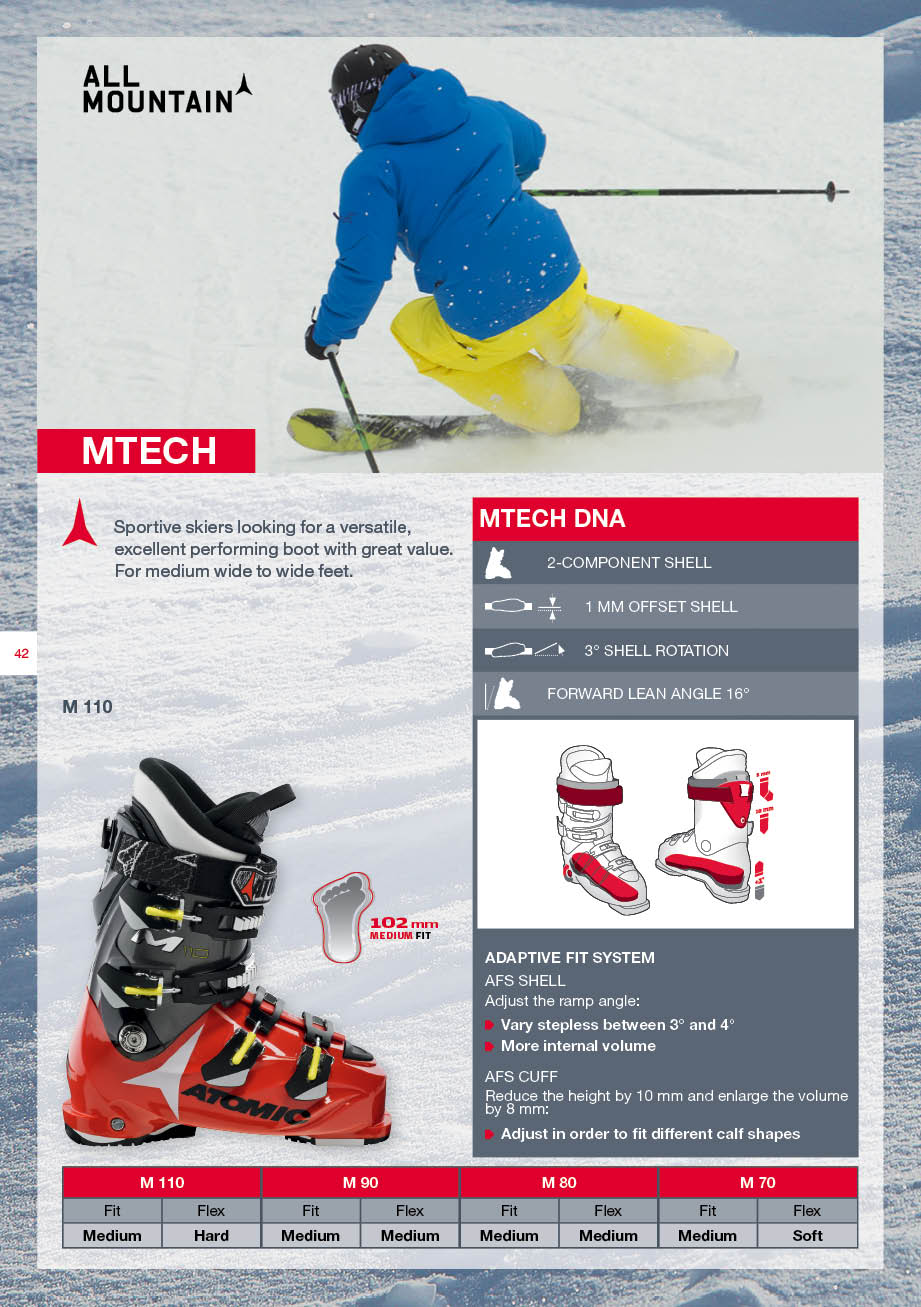 ALL
MOUNTAIN
MTECH
Sportive skiers looking for a versatile,
excellent performing boot with great value.
For medium wide to wide feet.
42
M 110
102 mm
MEDIUM FIT
ATOMIC
MTECH DNA
2-COMPONENT SHELL
1 MM OFFSET SHELL
3° SHELL ROTATION
FORWARD LEAN ANGLE 16°
8 mm
10 mm
ADAPTIVE FIT SYSTEM
AFS SHELL
Adjust the ramp angle:
Vary stepless between 3° and 4°
More internal volume
AFS CUFF
Reduce the height by 10 mm and enlarge the volume
by 8 mm:
Adjust in order to fit different calf shapes
M 110 M 90 M 80 M 70
Fit Flex Fit Flex Fit Flex Fit Flex
Medium Hard Medium Medium Medium Medium Medium Soft